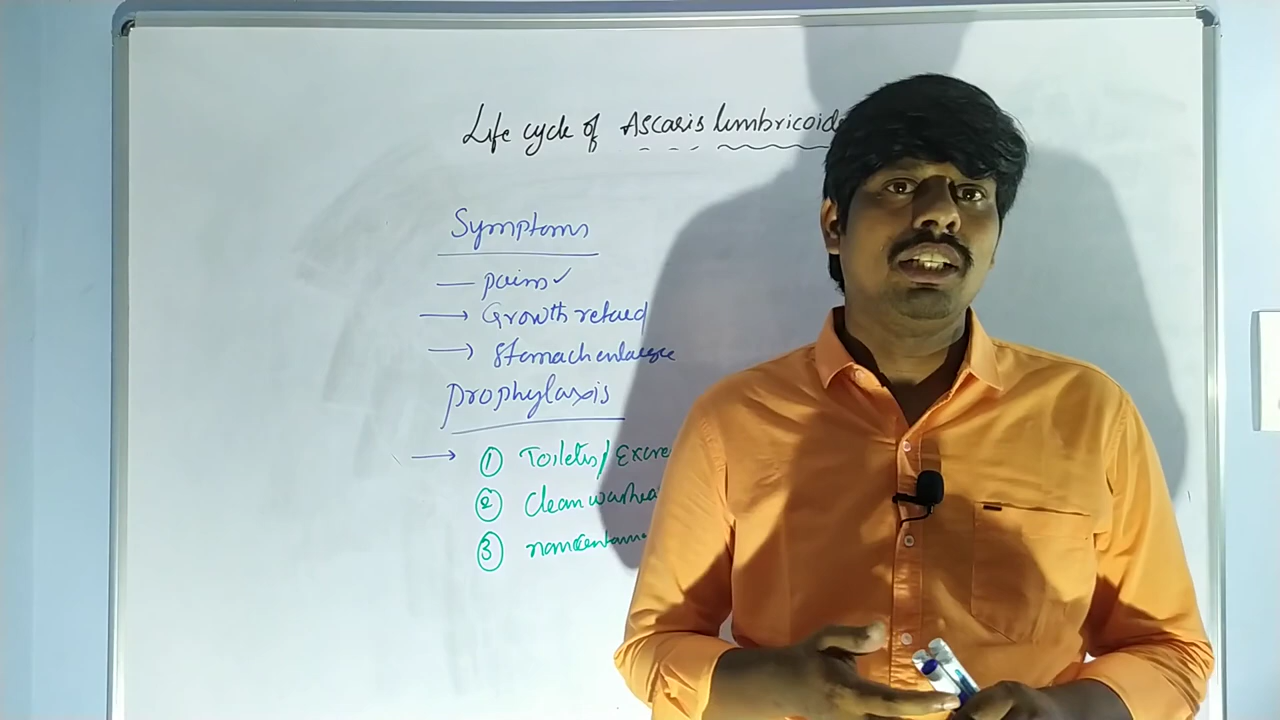 Life cycle of Ascaris lumbricoid
Symptoms
— pains ✓
→ Growth retard
→ Stomach enlarge
prophylaxis
→ ① Toilets/ Excre
② Clean washe
③ noncontam